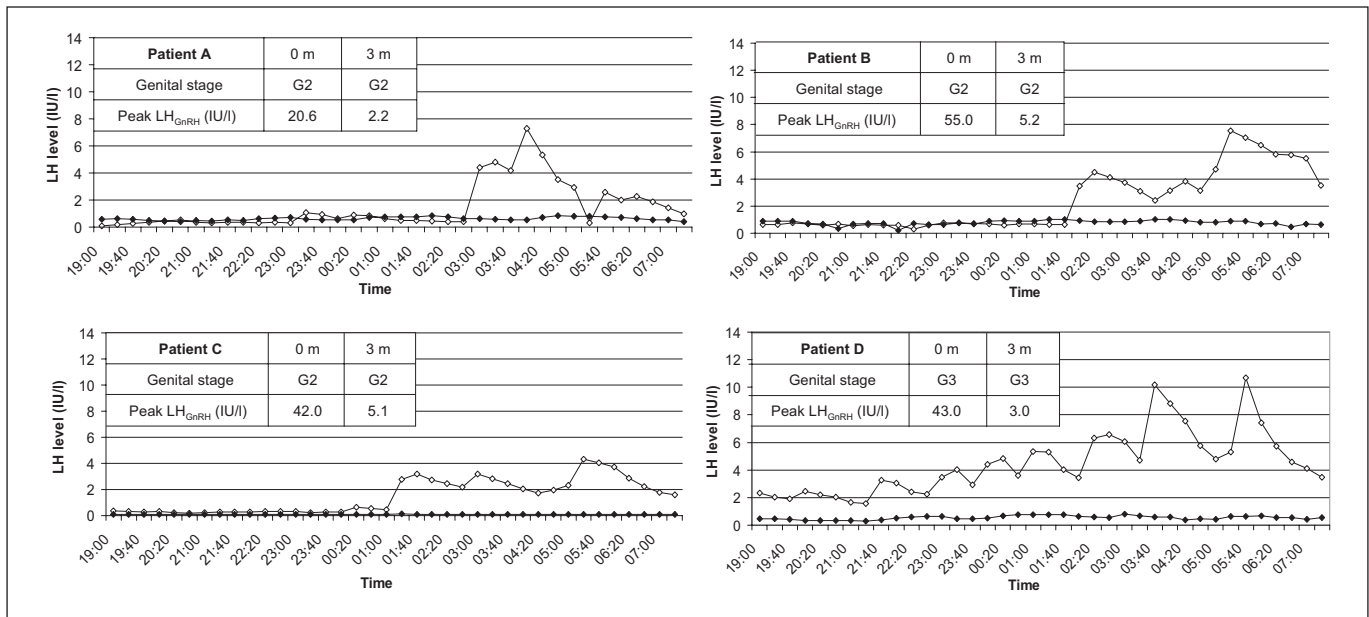 Patient A 0 m 3 m
Genital stage G2 G2
Peak LH_GnRH (IU/l) 20.6 2.2
LH level (IU/l)
14
12
10
8
6
4
2
0
19:00 19:40 20:20 21:00 21:40 22:20 23:00 23:40 00:20 01:00 01:40 02:20 03:00 03:40 04:20 05:00 05:40 06:20 07:00
Time
Patient B 0 m 3 m
Genital stage G2 G2
Peak LH_GnRH (IU/l) 55.0 5.2
LH level (IU/l)
14
12
10
8
6
4
2
0
19:00 19:40 20:20 21:00 21:40 22:20 23:00 23:40 00:20 01:00 01:40 02:20 03:00 03:40 04:20 05:00 05:40 06:20 07:00
Time
Patient C 0 m 3 m
Genital stage G2 G2
Peak LH_GnRH (IU/l) 42.0 5.1
LH level (IU/l)
14
12
10
8
6
4
2
0
19:00 19:40 20:20 21:00 21:40 22:20 23:00 23:40 00:20 01:00 01:40 02:20 03:00 03:40 04:20 05:00 05:40 06:20 07:00
Time
Patient D 0 m 3 m
Genital stage G3 G3
Peak LH_GnRH (IU/l) 43.0 3.0
LH level (IU/l)
14
12
10
8
6
4
2
0
19:00 19:40 20:20 21:00 21:40 22:20 23:00 23:40 00:20 01:00 01:40 02:20 03:00 03:40 04:20 05:00 05:40 06:20 07:00
Time